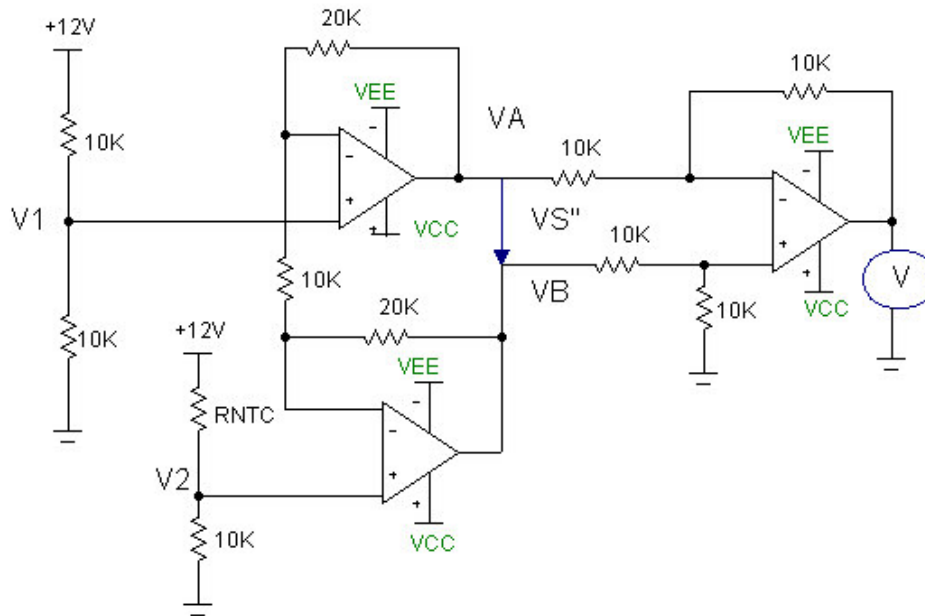 20K
+12V
10K
VEE
10K
VA
VEE
10K
10K
-
-
-
-
+
+
V1
+
VCC
VS"
10K
+
V
VB
10K
20K
VCC
10K
+12V
10K
VEE
-
RNTC
-
V2
+
+
10K
VCC